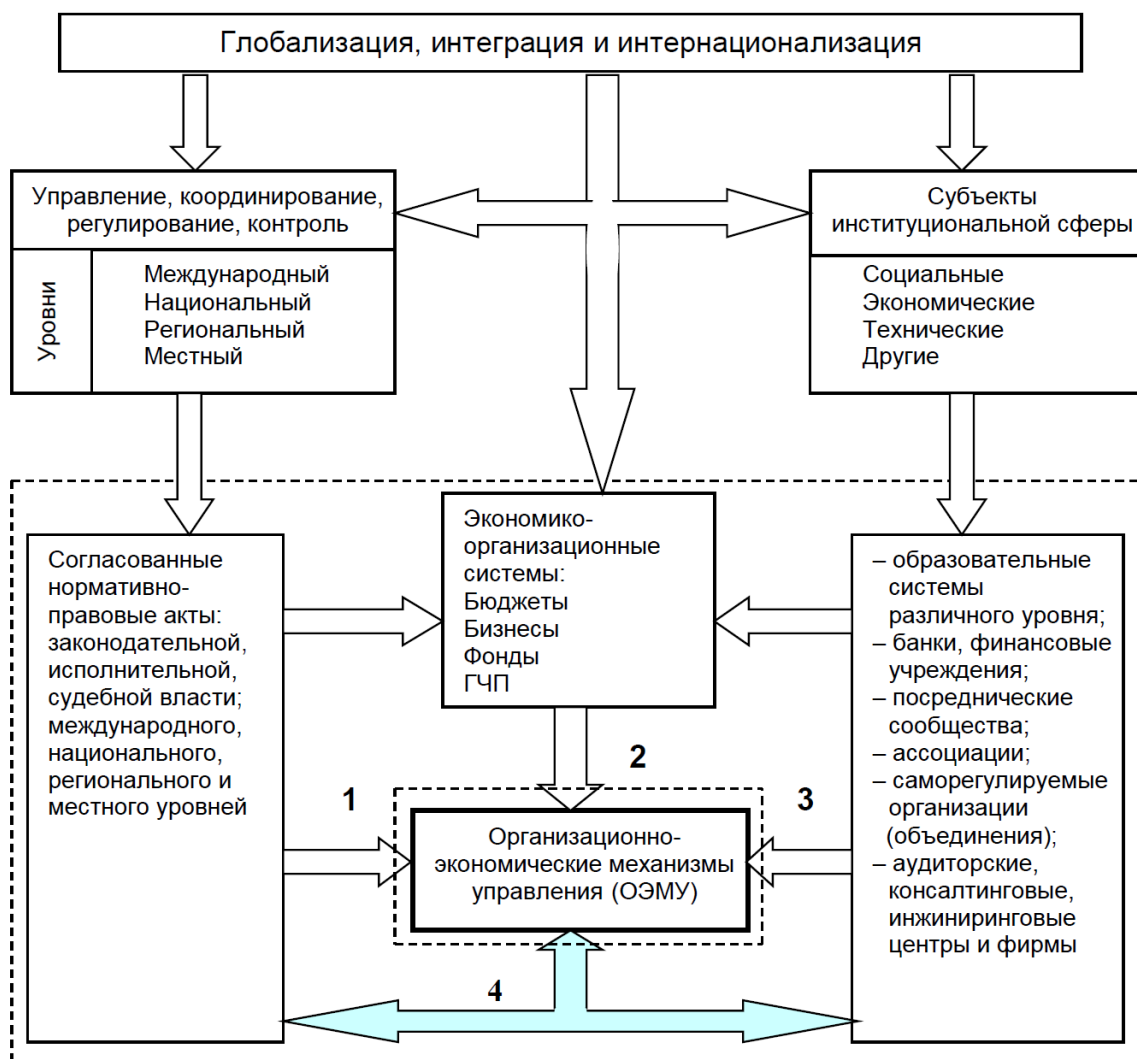 Глобализация, интеграция и интернационализация
Управление, координирование,
регулирование, контроль
Уровни
Международный
Национальный
Региональный
Местный
Субъекты
институциональной сферы
Социальные
Экономические
Технические
Другие
Согласованные
нормативно-
правовые акты:
законодательной,
исполнительной,
судебной власти;
международного,
национального,
регионального и
местного уровней
Экономико-
организационные
системы:
Бюджеты
Бизнесы
Фонды
ГЧП
– образовательные
системы
различного уровня;
– банки, финансовые
учреждения;
– посреднические
сообщества;
– ассоциации;
– саморегулируемые
организации
(объединения);
– аудиторские,
консалтинговые,
инжиниринговые
центры и фирмы
1
2
3
Организационно-
экономические механизмы
управления (ОЭМУ)
4